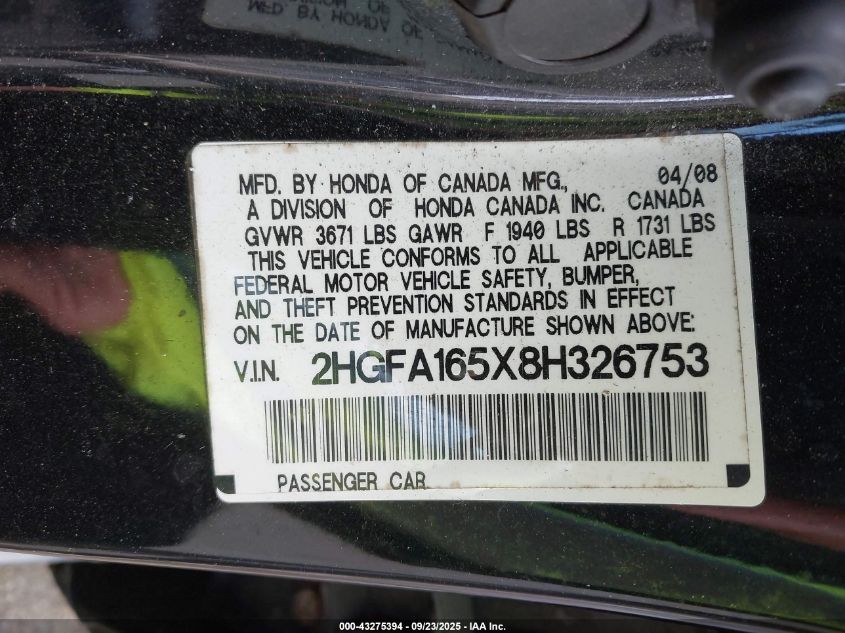 MFD. BY HONDA OF CANADA MFG., 04/08
A DIVISION OF HONDA CANADA INC. CANADA
GVWR 3671 LBS GAWR F 1940 LBS R 1731 LBS
THIS VEHICLE CONFORMS TO ALL APPLICABLE
FEDERAL MOTOR VEHICLE SAFETY, BUMPER,
AND THEFT PREVENTION STANDARDS IN EFFECT
ON THE DATE OF MANUFACTURE SHOWN ABOVE:
V.I.N. 2HGFA165X8H326753
PASSENGER CAR
000-43275394 - 09/23/2025 - IAA Inc.